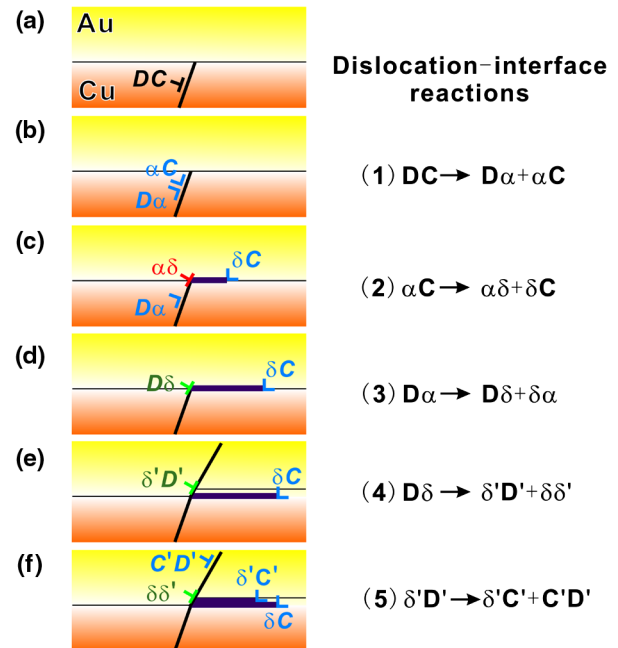 (a)
Au
DC
Cu
Dislocation-interface
reactions
(b)
αC
Dα
(1) DC→ Dα+αC
(c)
αδ
δC
Dα
(2) αC→ αδ+δC
(d)
Dδ
δC
(3) Dα→ Dδ+δα
(e)
δ'D'
δC
(4) Dδ → δ'D'+δδ'
(f)
C'D'
δδ'
δ'C'
δC
(5) δ'D'→δ'C'+C'D'